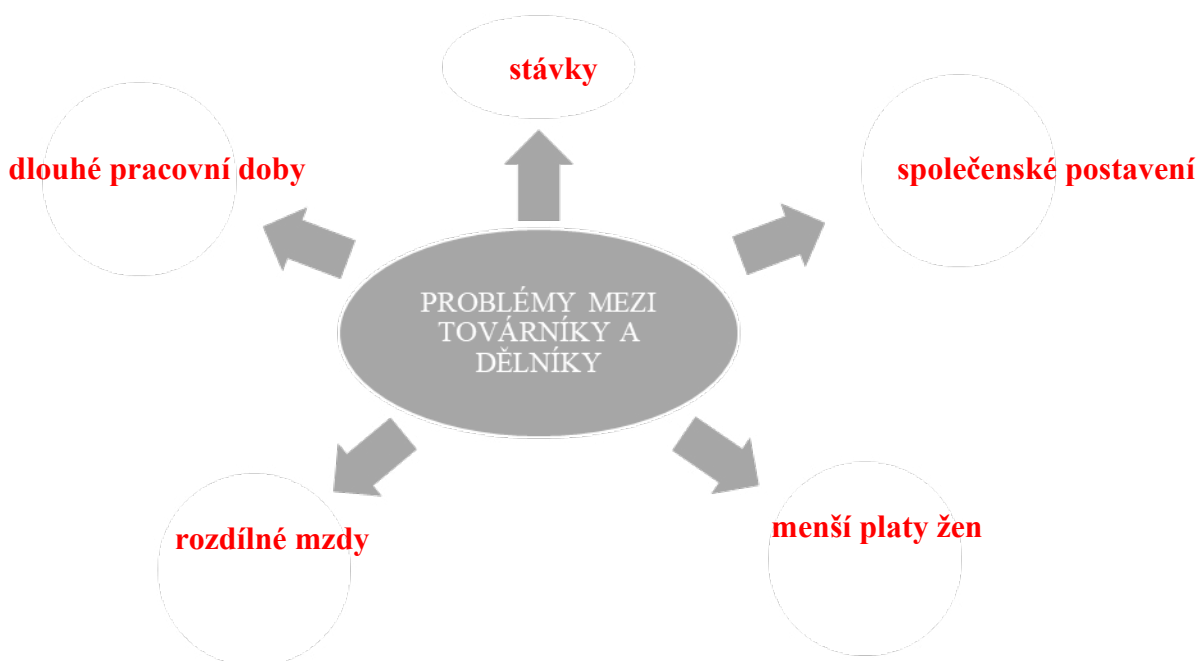 stávky
dlouhé pracovní doby
společenské postavení
PROBLÉMY MEZI
TOVÁRNÍKY A
DĚLNÍKY
rozdílné mzdy
menší platy žen